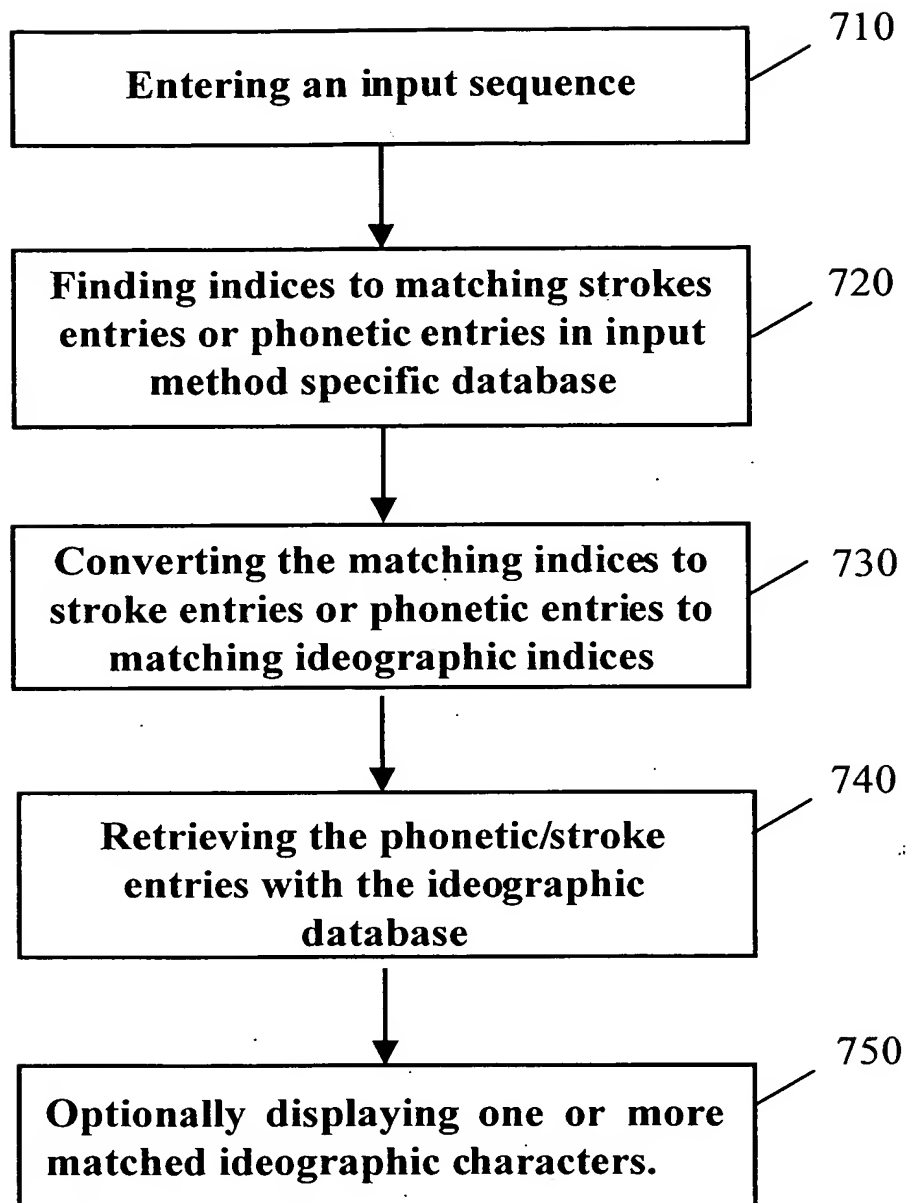 710
Entering an input sequence
720
Finding indices to matching strokes
entries or phonetic entries in input
method specific database
730
Converting the matching indices to
stroke entries or phonetic entries to
matching ideographic indices
740
Retrieving the phonetic/stroke
entries with the ideographic
database
750
Optionally displaying one or more
matched ideographic characters.